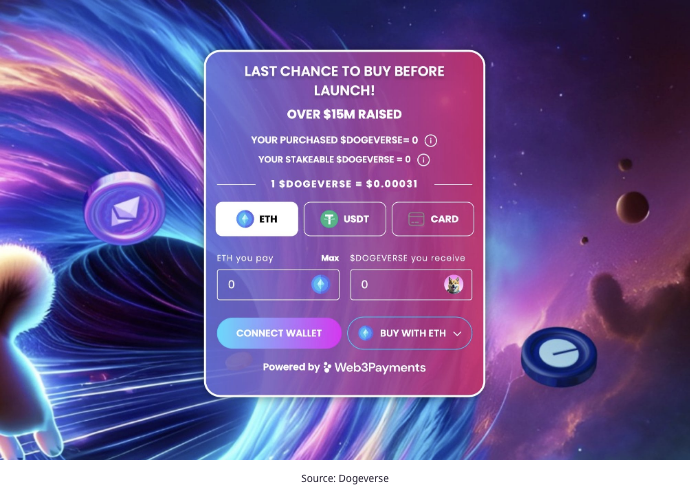 LAST CHANCE TO BUY BEFORE
LAUNCH!
OVER $15M RAISED
YOUR PURCHASED $DOGEVERSE= 0 i
YOUR STAKEABLE $DOGEVERSE = 0 i
1 $DOGEVERSE = $0.00031
ETH USDT CARD
ETH you pay Max $DOGEVERSE you receive
0 0
CONNECT WALLET BUY WITH ETH
Powered by Web3Payments
Source: Dogeverse